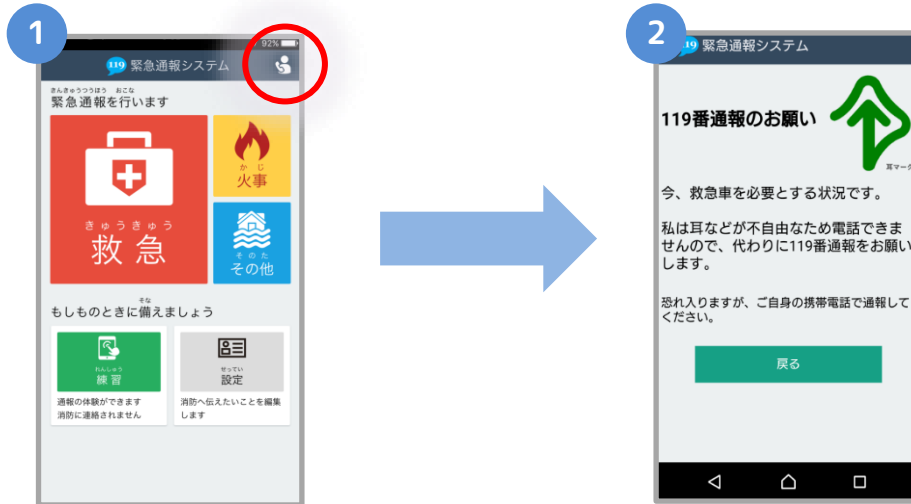 1
92%
119 緊急通報システム
きんきゅうつうほう おこな
緊急通報を行います
きゅうきゅう
救急
かじ
火事
そのた
その他
そな
もしものときに備えましょう
れんしゅう
練習
通報の体験ができます
消防に連絡されません
せってい
設定
消防へ伝えたいことを編集
します
2
119 緊急通報システム
119番通報のお願い
耳マーク
今、救急車を必要とする状況です。
私は耳などが不自由なため電話できま
せんので、代わりに119番通報をお願い
します。
恐れ入りますが、ご自身の携帯電話で通報して
ください。
戻る